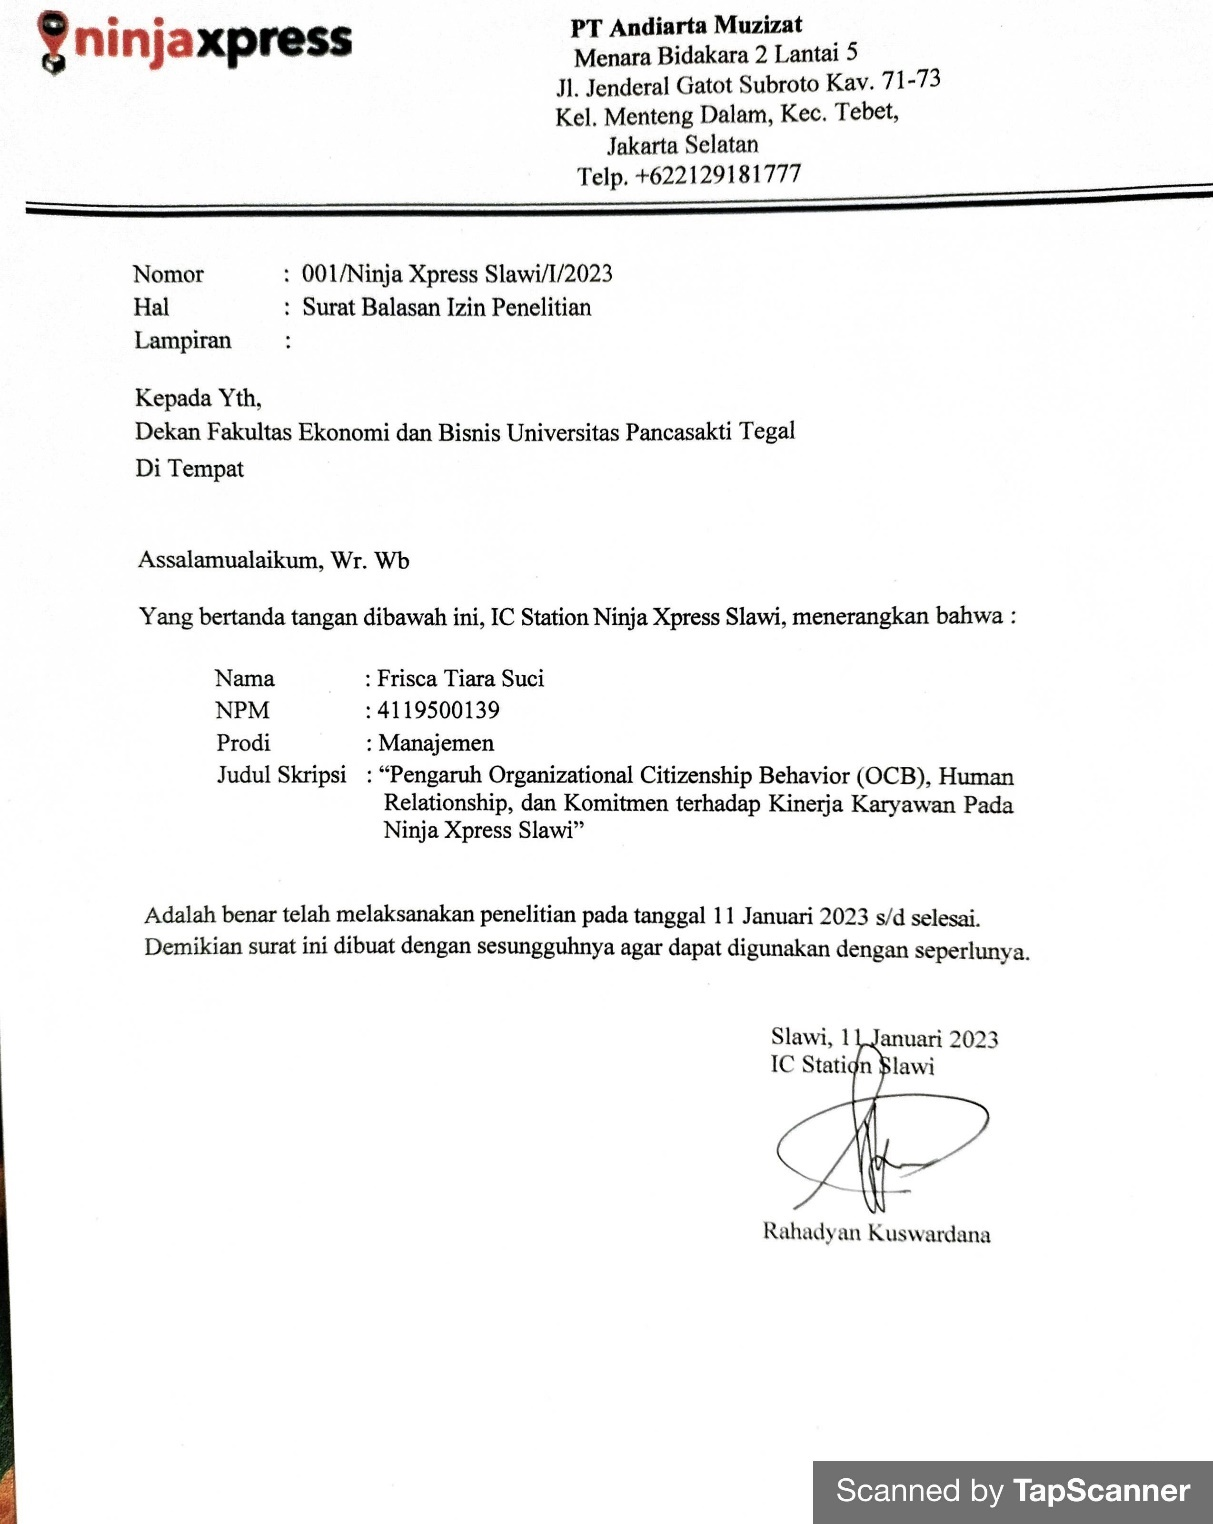 ninjaxpress
PT Andiarta Muzizat
Menara Bidakara 2 Lantai 5
Jl. Jenderal Gatot Subroto Kav. 71-73
Kel. Menteng Dalam, Kec. Tebet,
Jakarta Selatan
Telp. +622129181777
Nomor : 001/Ninja Xpress Slawi/I/2023
Hal : Surat Balasan Izin Penelitian
Lampiran :
Kepada Yth,
Dekan Fakultas Ekonomi dan Bisnis Universitas Pancasakti Tegal
Di Tempat
Assalamualaikum, Wr. Wb
Yang bertanda tangan dibawah ini, IC Station Ninja Xpress Slawi, menerangkan bahwa :
Nama : Frisca Tiara Suci
NPM : 4119500139
Prodi : Manajemen
Judul Skripsi : “Pengaruh Organizational Citizenship Behavior (OCB), Human
Relationship, dan Komitmen terhadap Kinerja Karyawan Pada
Ninja Xpress Slawi”
Adalah benar telah melaksanakan penelitian pada tanggal 11 Januari 2023 s/d selesai.
Demikian surat ini dibuat dengan sesungguhnya agar dapat digunakan dengan seperlunya.
Slawi, 11 Januari 2023
IC Station Slawi
Rahadyan Kuswardana
Scanned by TapScanner